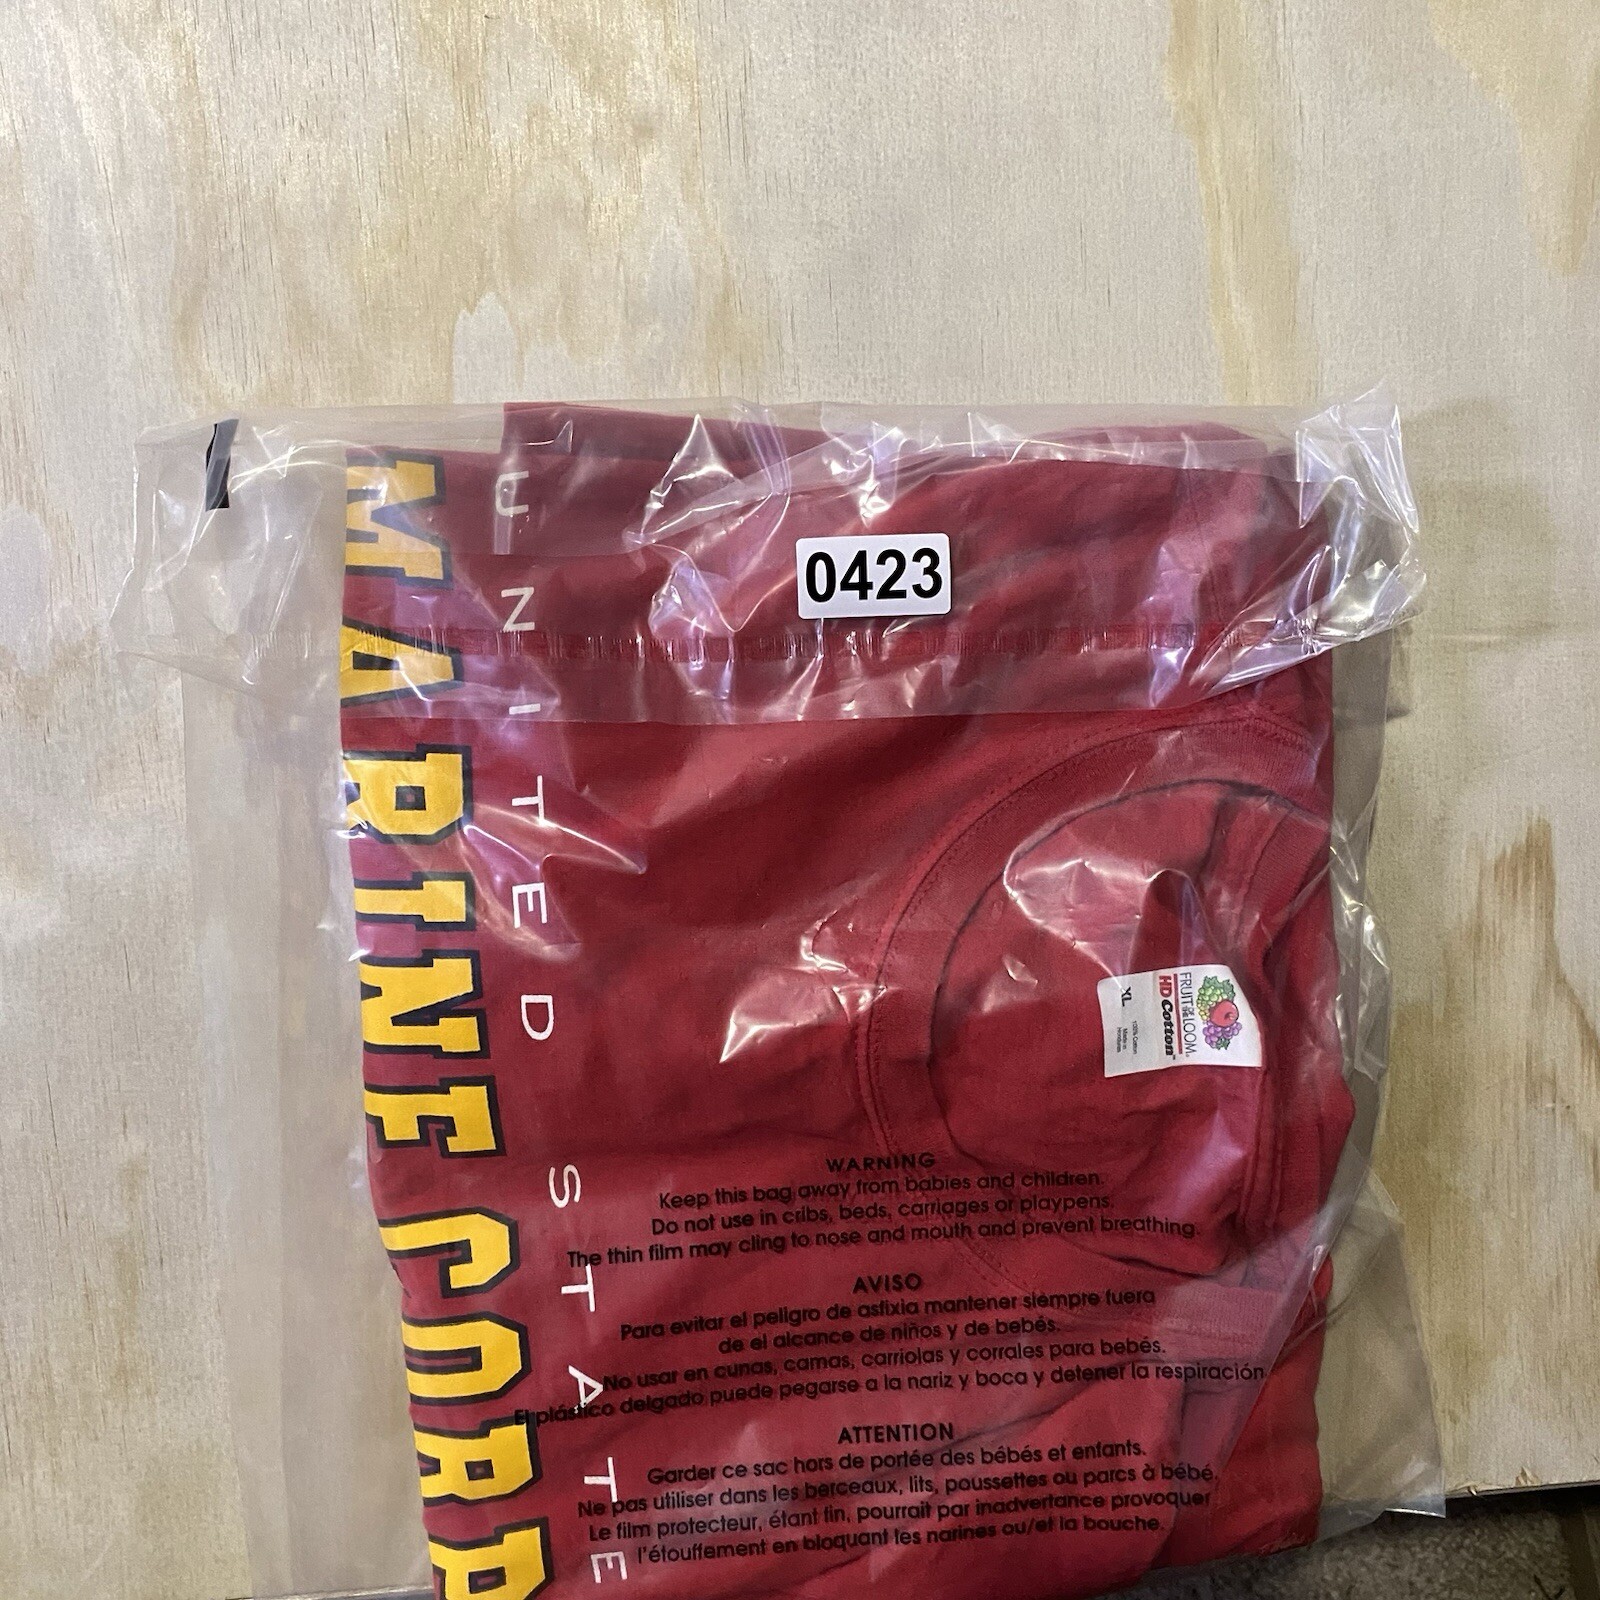 0423
UNITED STATE
MARINE CORP
FRUIT OF THE LOOM®
HD Cotton™
XL
100% Cotton
Made in
Honduras
WARNING
Keep this bag away from babies and children.
Do not use in cribs, beds, carriages or playpens.
The thin film may cling to nose and mouth and prevent breathing.
AVISO
Para evitar el peligro de asfixia mantener siempre fuera
de el alcance de niños y de bebés.
No usar en cunas, camas, carriolas y corrales para bebés.
El plástico delgado puede pegarse a la nariz y boca y detener la respiración
ATTENTION
Garder ce sac hors de portée des bébés et enfants.
Ne pas utiliser dans les berceaux, lits, poussettes ou parcs à bébé.
Le film protecteur, étant fin, pourrait par inadvertance provoquer
l'étouffement en bloquant les narines ou/et la bouche.